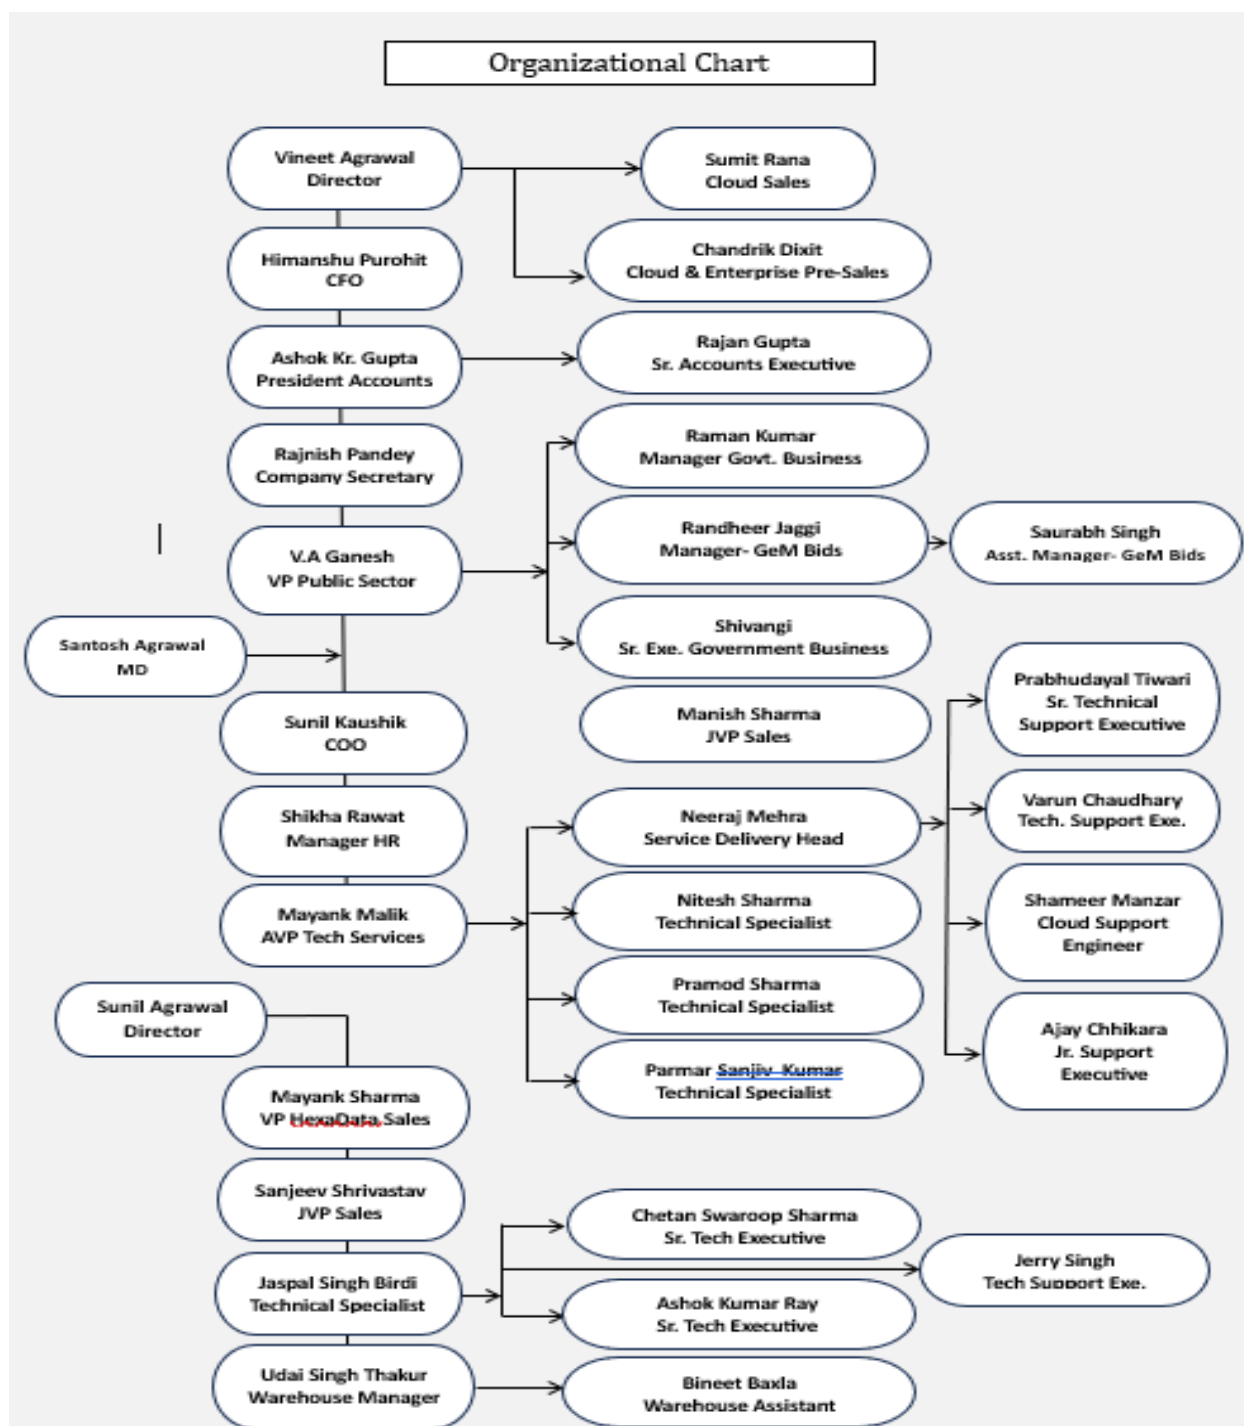 Organizational Chart
Vineet Agrawal
Director
Sumit Rana
Cloud Sales
Chandrik Dixit
Cloud & Enterprise Pre-Sales
Himanshu Purohit
CFO
Ashok Kr. Gupta
President Accounts
Rajan Gupta
Sr. Accounts Executive
Rajnish Pandey
Company Secretary
Raman Kumar
Manager Govt. Business
V.A Ganesh
VP Public Sector
Randheer Jaggi
Manager- GeM Bids
Saurabh Singh
Asst. Manager- GeM Bids
Shivangi
Sr. Exe. Government Business
Santosh Agrawal
MD
Manish Sharma
JVP Sales
Sunil Kaushik
COO
Shikha Rawat
Manager HR
Mayank Malik
AVP Tech Services
Neeraj Mehra
Service Delivery Head
Prabhudayal Tiwari
Sr. Technical
Support Executive
Varun Chaudhary
Tech. Support Exe.
Shameer Manzar
Cloud Support
Engineer
Ajay Chhikara
Jr. Support
Executive
Nitesh Sharma
Technical Specialist
Pramod Sharma
Technical Specialist
Parmar Sanjiv Kumar
Technical Specialist
Sunil Agrawal
Director
Mayank Sharma
VP HexaData Sales
Sanjeev Shrivastav
JVP Sales
Jaspal Singh Birdi
Technical Specialist
Chetan Swaroop Sharma
Sr. Tech Executive
Jerry Singh
Tech Support Exe.
Ashok Kumar Ray
Sr. Tech Executive
Udai Singh Thakur
Warehouse Manager
Bineet Baxla
Warehouse Assistant